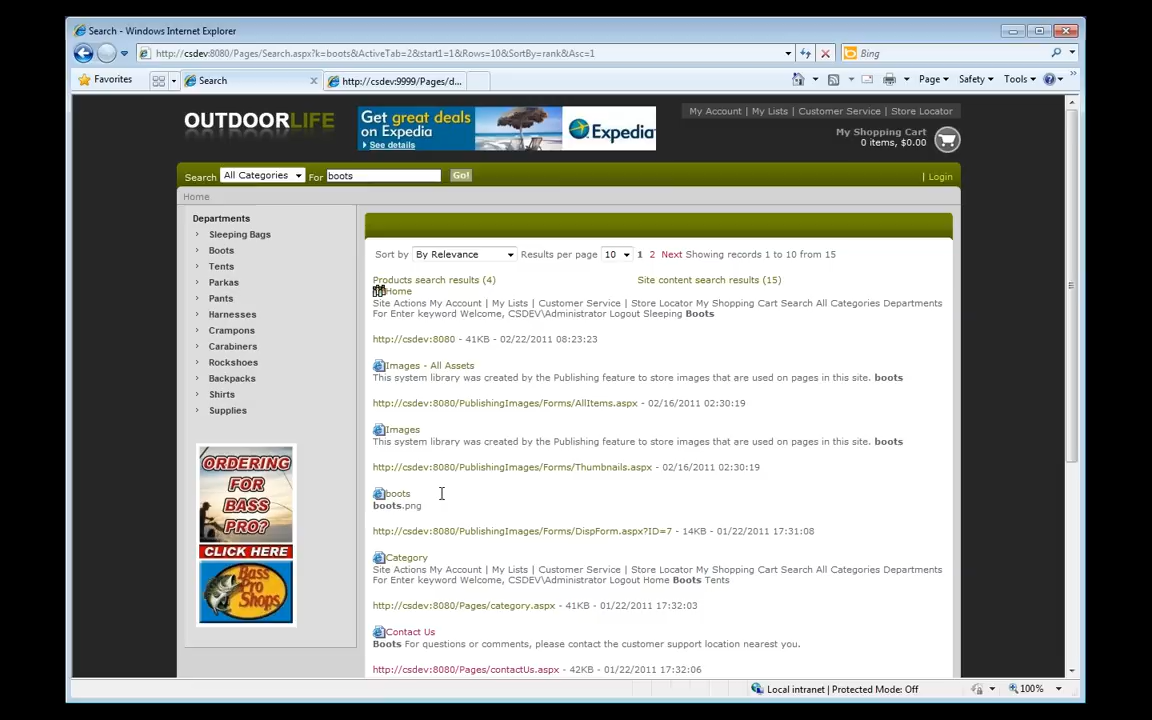 Search - Windows Internet Explorer
http://csdev:8080/Pages/Search.aspx?k=boots&ActiveTab=2&start1=1&Rows=10&SortBy=rank&Asc=1
Bing
Favorites
Search
http://csdev:9999/Pages/d...
Page
Safety
Tools
OUTDOORLIFE
Get great deals
on Expedia
See details
Expedia
My Account | My Lists | Customer Service | Store Locator
My Shopping Cart
0 items, $0.00
Search All Categories For boots Go! | Login
Home
Departments
Sleeping Bags
Boots
Tents
Parkas
Pants
Harnesses
Crampons
Carabiners
Rockshoes
Backpacks
Shirts
Supplies
ORDERING
FOR
BASS
PRO?
CLICK HERE
Bass
Pro
Shops
Sort by By Relevance Results per page 10 1 2 Next Showing records 1 to 10 from 15
Products search results (4) Site content search results (15)
Home
Site Actions My Account | My Lists | Customer Service | Store Locator My Shopping Cart Search All Categories Departments
For Enter keyword Welcome, CSDEV\Administrator Logout Sleeping Boots
http://csdev:8080 - 41KB - 02/22/2011 08:23:23
Images - All Assets
This system library was created by the Publishing feature to store images that are used on pages in this site. boots
http://csdev:8080/PublishingImages/Forms/AllItems.aspx - 02/16/2011 02:30:19
Images
This system library was created by the Publishing feature to store images that are used on pages in this site. boots
http://csdev:8080/PublishingImages/Forms/Thumbnails.aspx - 02/16/2011 02:30:19
boots
boots.png
http://csdev:8080/PublishingImages/Forms/DispForm.aspx?ID=7 - 14KB - 01/22/2011 17:31:08
Category
Site Actions My Account | My Lists | Customer Service | Store Locator My Shopping Cart Search All Categories Departments
For Enter keyword Welcome, CSDEV\Administrator Logout Home Boots Tents
http://csdev:8080/Pages/category.aspx - 41KB - 01/22/2011 17:32:03
Contact Us
Boots For questions or comments, please contact the customer support location nearest you.
http://csdev:8080/Pages/contactUs.aspx - 42KB - 01/22/2011 17:32:06
Local intranet | Protected Mode: Off
100%